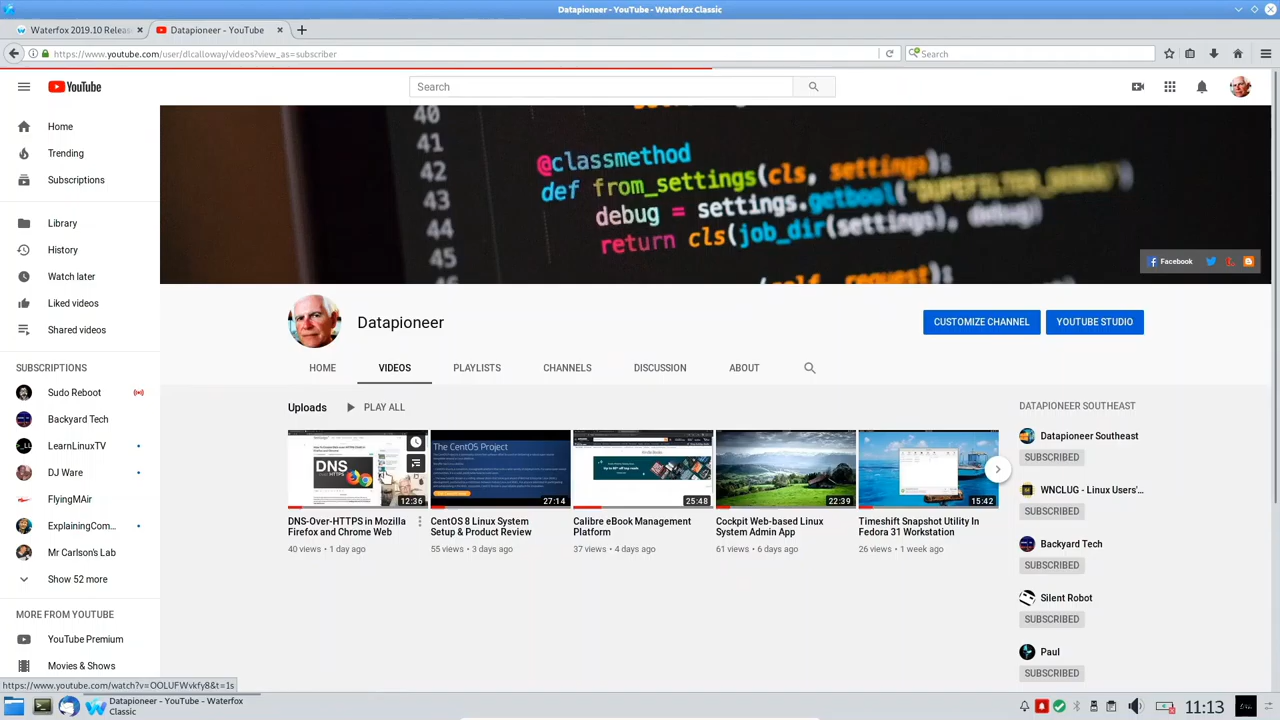 Datapioneer - YouTube - Waterfox Classic
Waterfox 2019.10 Releas
Datapioneer - YouTube
https://www.youtube.com/user/dlcalloway/videos?view_as=subscriber
Search
YouTube
Search
Home
Trending
Subscriptions
Library
History
Watch later
Liked videos
Shared videos
SUBSCRIPTIONS
Sudo Reboot
Backyard Tech
LearnLinuxTV
DJ Ware
FlyingMAir
ExplainingCom...
Mr Carlson's Lab
Show 52 more
MORE FROM YOUTUBE
YouTube Premium
Movies & Shows
40
41
42
43
44
45
@classmethod
def from_settings(cls, settings):
debug = settings.getbool(
return cls(job_dir(settings), debug)
Facebook
Datapioneer
CUSTOMIZE CHANNEL
YOUTUBE STUDIO
HOME
VIDEOS
PLAYLISTS
CHANNELS
DISCUSSION
ABOUT
Uploads
PLAY ALL
DNS
12:36
DNS-Over-HTTPS in Mozilla
Firefox and Chrome Web
40 views • 1 day ago
The CentOS Project
27:14
CentOS 8 Linux System
Setup & Product Review
55 views • 3 days ago
25:48
Calibre eBook Management
Platform
37 views • 4 days ago
22:39
Cockpit Web-based Linux
System Admin App
61 views • 6 days ago
15:42
Timeshift Snapshot Utility In
Fedora 31 Workstation
26 views • 1 week ago
DATAPIONEER SOUTHEAST
Datapioneer Southeast
SUBSCRIBED
WNCLUG - Linux Users...
SUBSCRIBED
Backyard Tech
SUBSCRIBED
Silent Robot
SUBSCRIBED
Paul
SUBSCRIBED
https://www.youtube.com/watch?v=OOLUFWvkfy8&t=1s
Datapioneer - YouTube - Waterfox
Classic
11:13